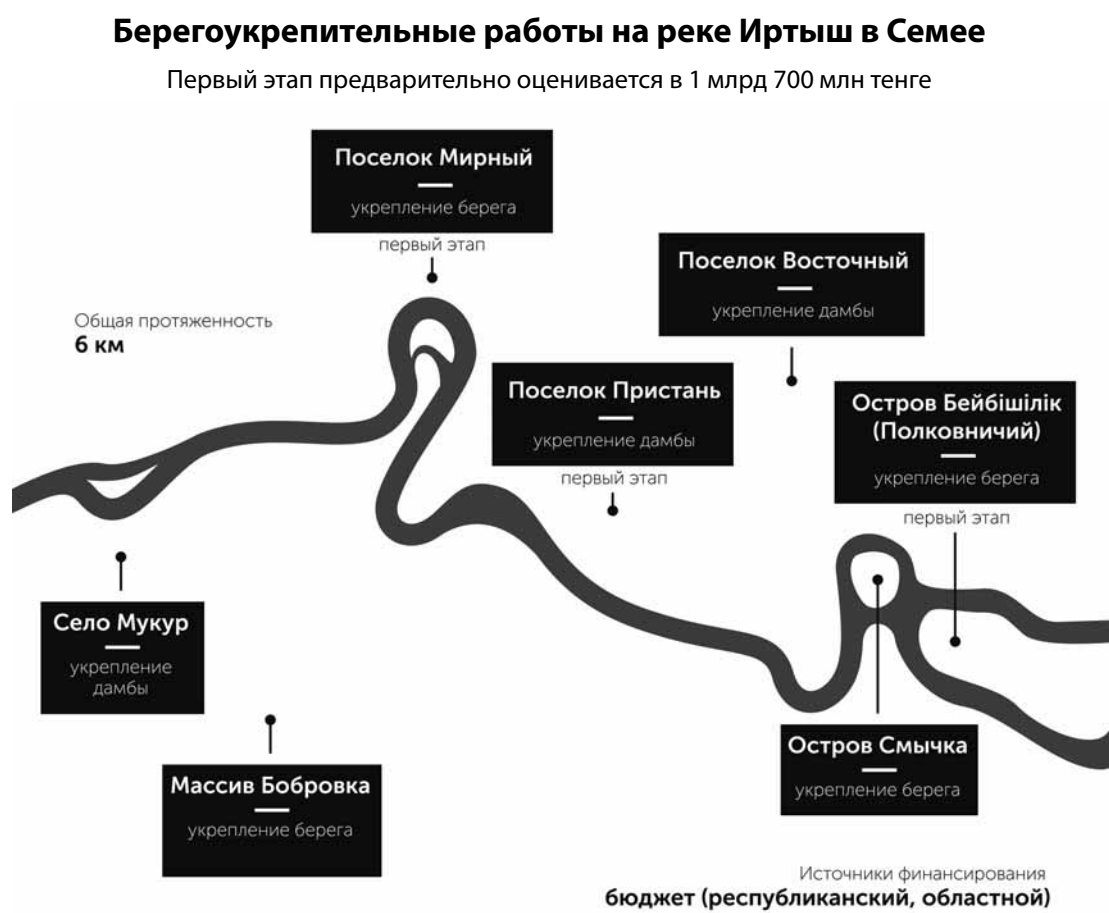 Берегоукрепительные работы на реке Иртыш в Семее
Первый этап предварительно оценивается в 1 млрд 700 млн тенге
Поселок Мирный
укрепление берега
первый этап
Поселок Восточный
укрепление дамбы
Общая протяженность
6 км
Поселок Пристань
укрепление дамбы
первый этап
Остров Бейбішілік
(Полковничий)
укрепление берега
первый этап
Село Мукур
укрепление
дамбы
Остров Смычка
укрепление берега
Массив Бобровка
укрепление берега
Источники финансирования
бюджет (республиканский, областной)